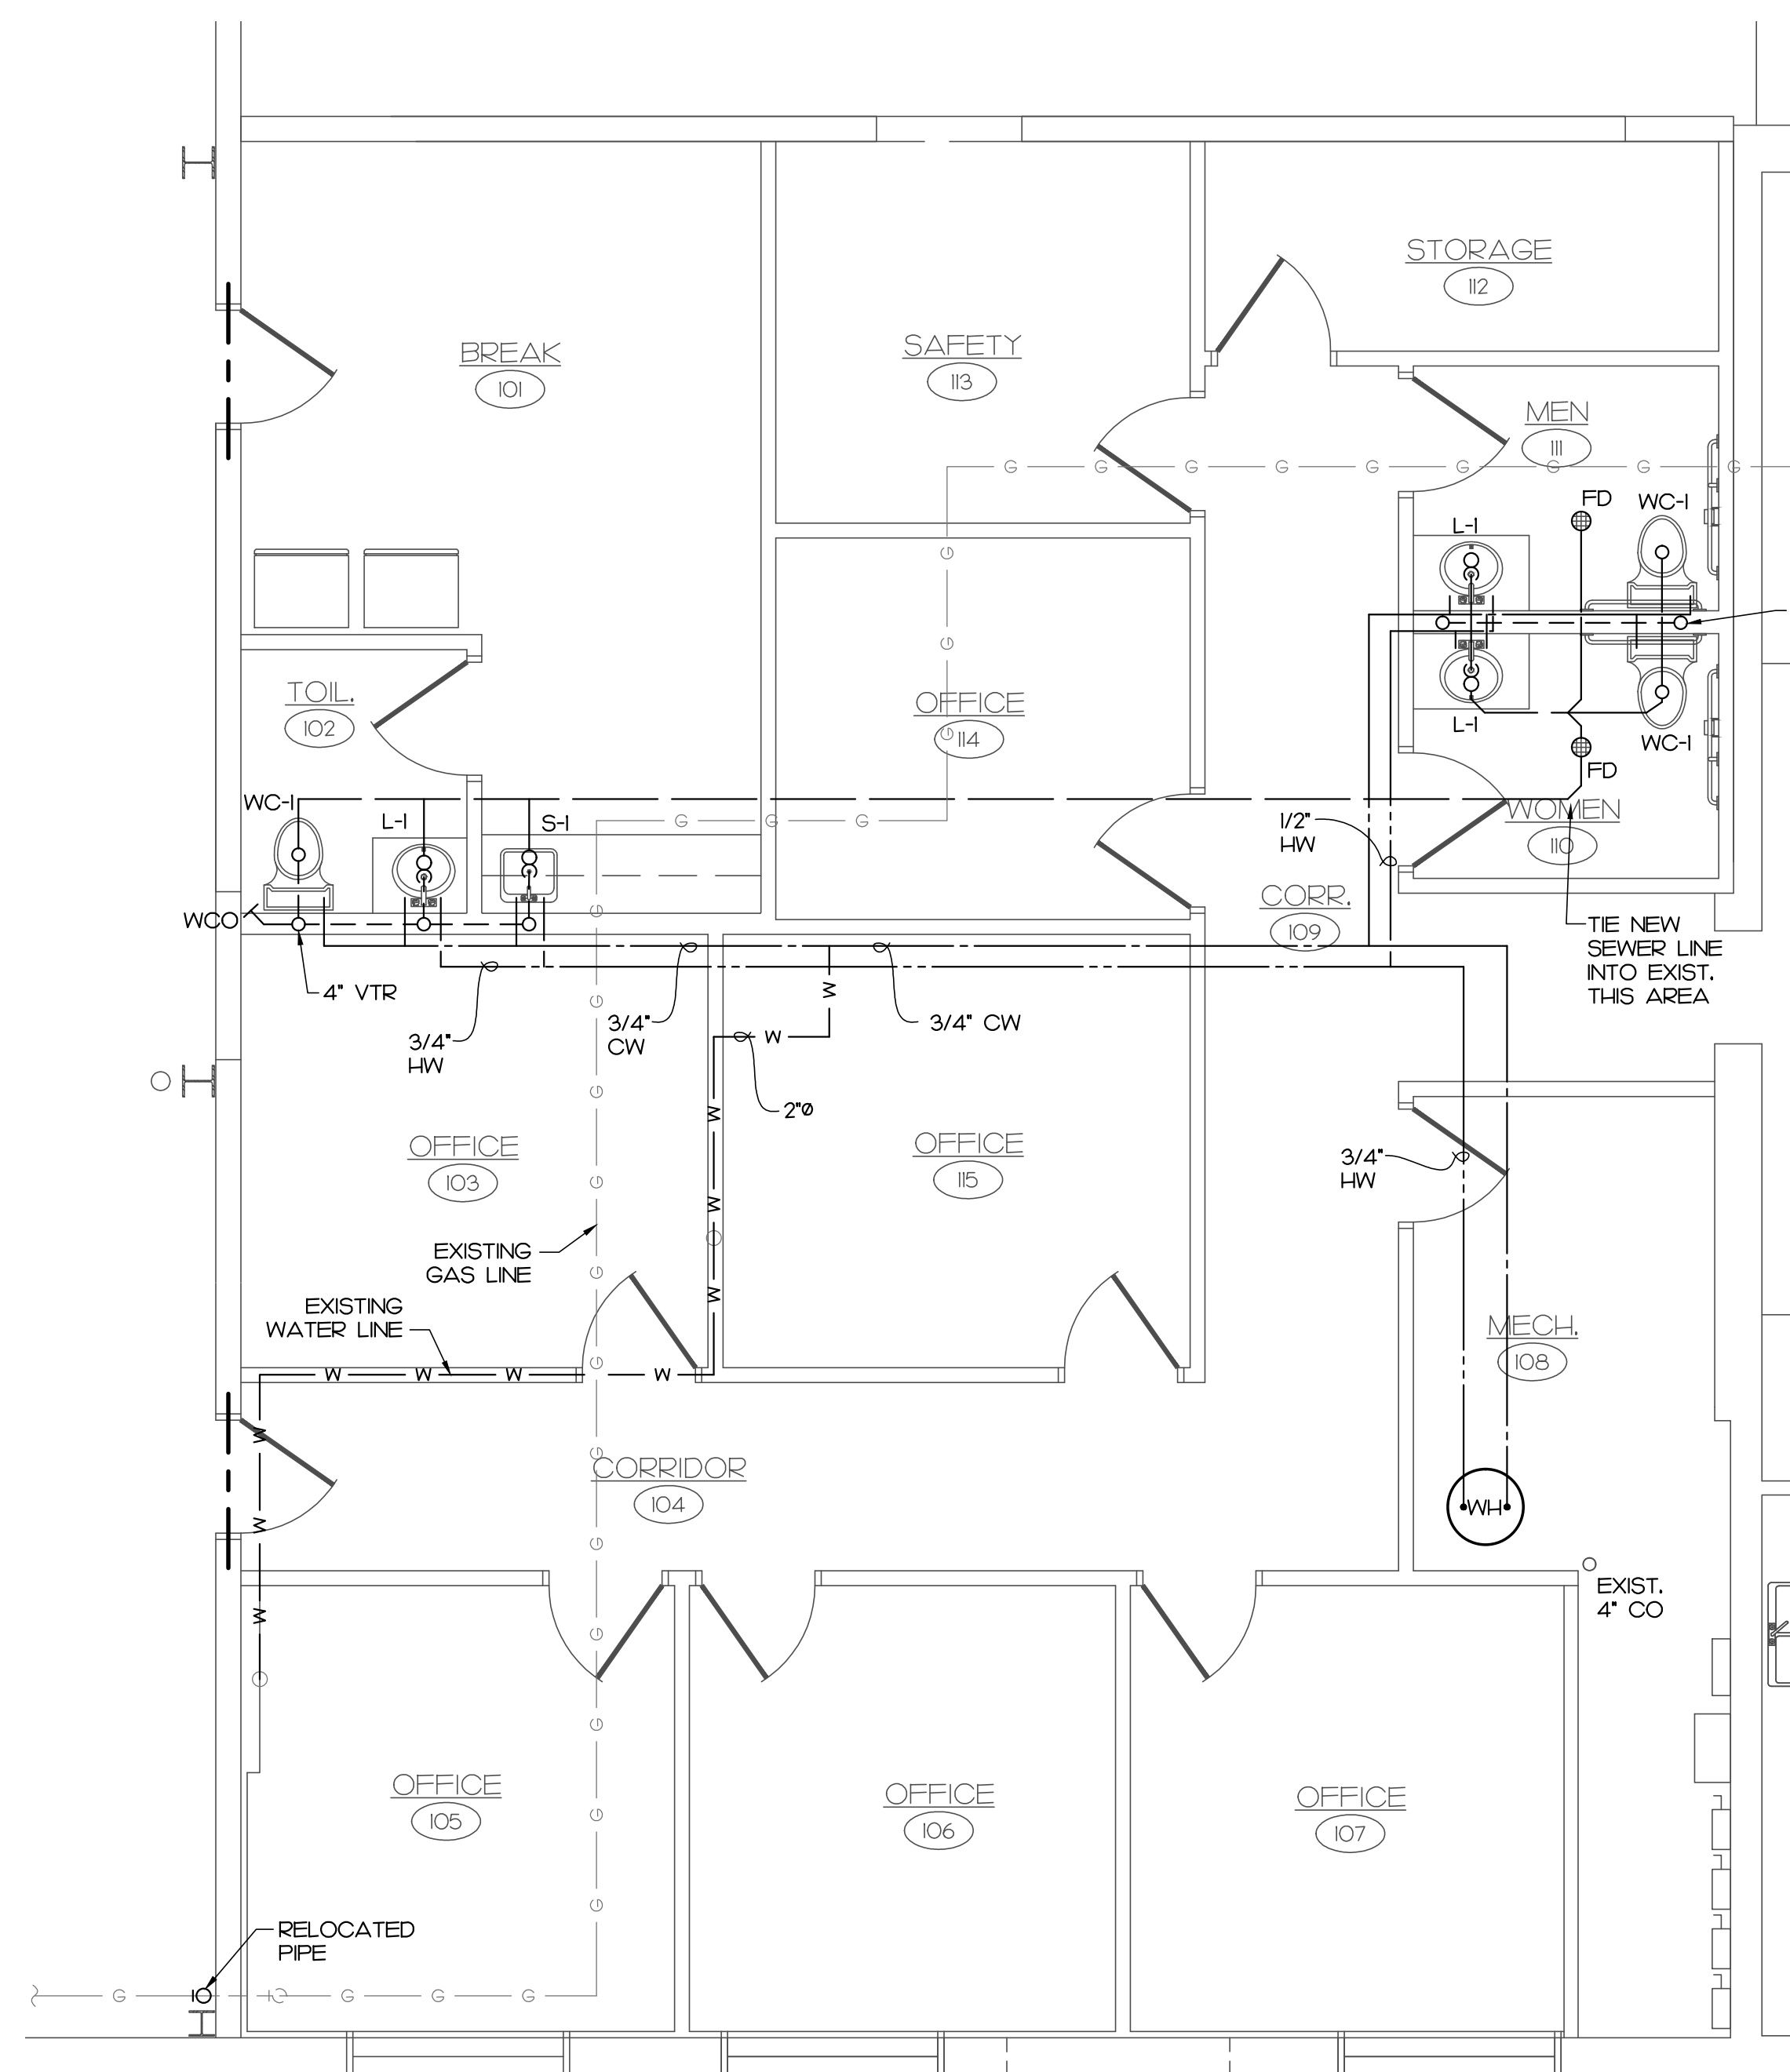 STORAGE
112
BREAK
101
SAFETY
113
MEN
111
G G G G G G G G G
FD
WC-1
L-1
G
G
TOIL.
102
OFFICE
114
G
L-1
WC-1
FD
WC-1
L-1
S-1
G G G
WOMEN
110
1/2"
HW
CORR.
109
WCO
G
TIE NEW
SEWER LINE
INTO EXIST.
THIS AREA
4" VTR
3/4"
HW
3/4"
CW
W
3/4" CW
G
W
2"Ø
G
W
OFFICE
103
OFFICE
115
3/4"
HW
G
W
EXISTING
GAS LINE
G
W
EXISTING
WATER LINE
MECH.
108
G
W W W W
W
G
CORRIDOR
104
WH
W
G
EXIST.
4" CO
W
G
G
OFFICE
105
OFFICE
106
OFFICE
107
G
G
RELOCATED
PIPE
G G G G